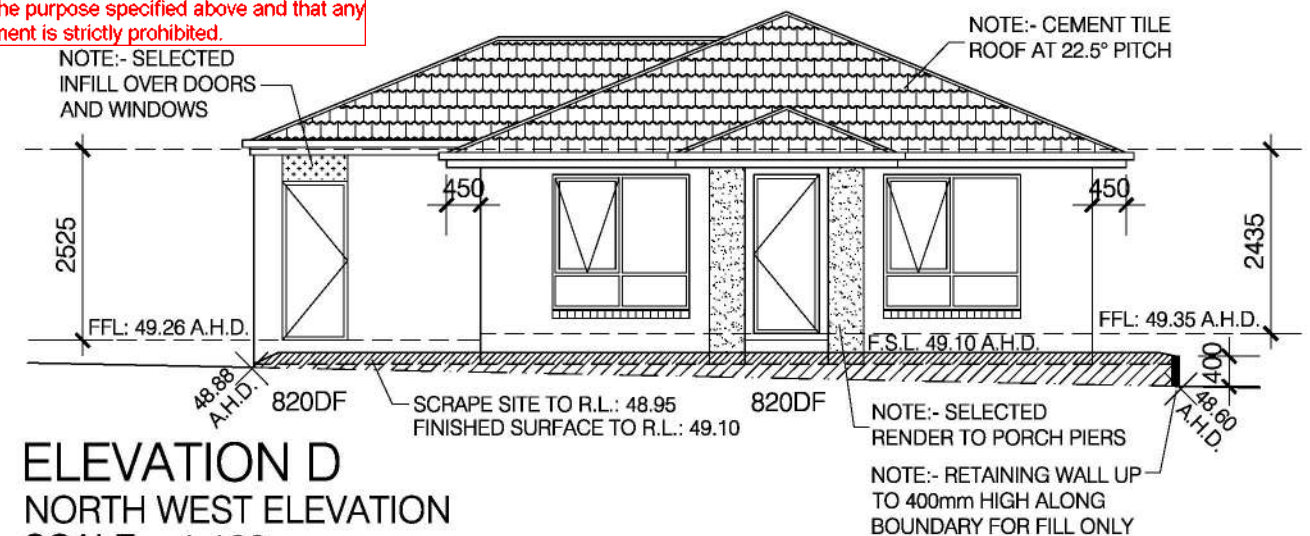 he purpose specified above and that any
ment is strictly prohibited.
NOTE:- SELECTED
INFILL OVER DOORS
AND WINDOWS
NOTE:- CEMENT TILE
ROOF AT 22.5° PITCH
450
450
2525
2435
FFL: 49.26 A.H.D.
FFL: 49.35 A.H.D.
F.S.L. 49.10 A.H.D.
400
48.88
A.H.D.
820DF
SCRAPE SITE TO R.L.: 48.95
FINISHED SURFACE TO R.L.: 49.10
820DF
48.60
A.H.D.
NOTE:- SELECTED
RENDER TO PORCH PIERS
NOTE:- RETAINING WALL UP
TO 400mm HIGH ALONG
BOUNDARY FOR FILL ONLY
ELEVATION D
NORTH WEST ELEVATION